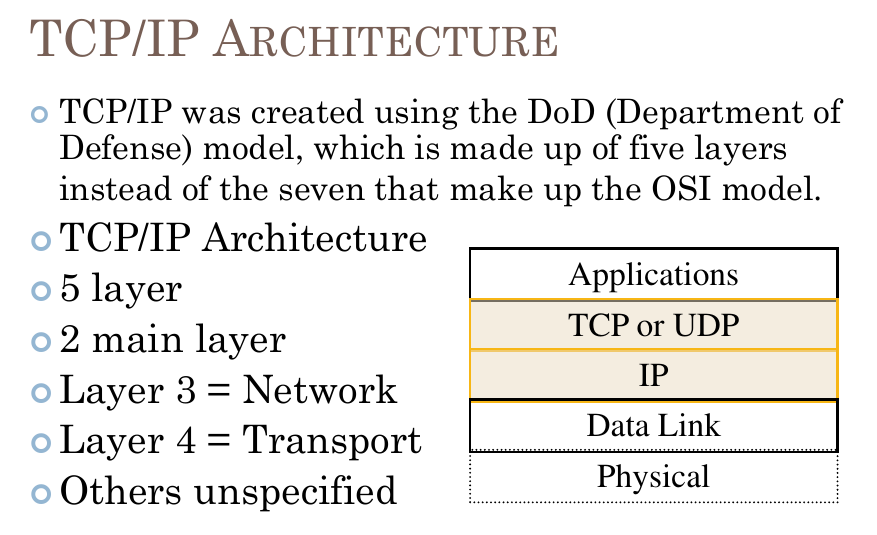 TCP/IP ARCHITECTURE
TCP/IP was created using the DoD (Department of
Defense) model, which is made up of five layers
instead of the seven that make up the OSI model.
TCP/IP Architecture
5 layer
2 main layer
Layer 3 = Network
Layer 4 = Transport
Others unspecified
Applications
TCP or UDP
IP
Data Link
Physical